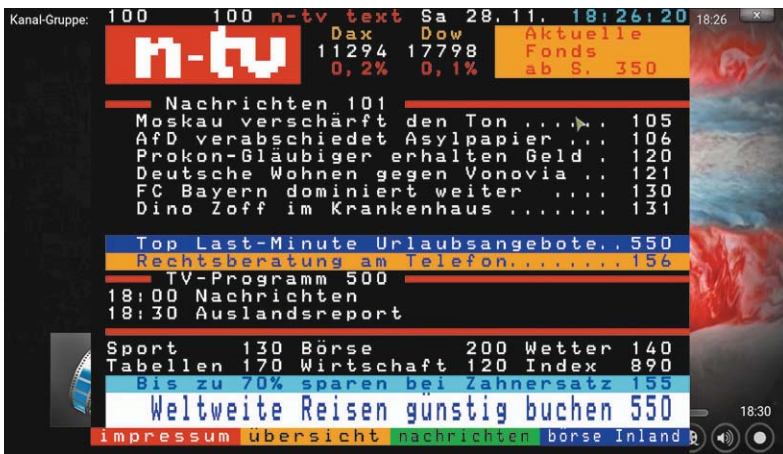 Kanal-Gruppe:
100 100 n-tv text Sa 28.11. 18:26:20
18:26
n-tv
Dax Dow
11294 17798
0,2% 0,1%
Aktuelle
Fonds
ab S. 350
Nachrichten 101
Moskau verschärft den Ton ...... 105
AfD verabschiedet Asylpapier ... 106
Prokon-Gläubiger erhalten Geld . 120
Deutsche Wohnen gegen Vonovia .. 121
FC Bayern dominiert weiter .... 130
Dino Zoff im Krankenhaus ....... 131
Top Last-Minute Urlaubsangebote..550
Rechtsberatung am Telefon........156
TV-Programm 500
18:00 Nachrichten
18:30 Auslandsreport
Sport 130 Börse 200 Wetter 140
Tabellen 170 Wirtschaft 120 Index 890
Bis zu 70% sparen bei Zahnersatz 155
Weltweite Reisen günstig buchen 550
18:30
impressum übersicht nachrichten börse Inland